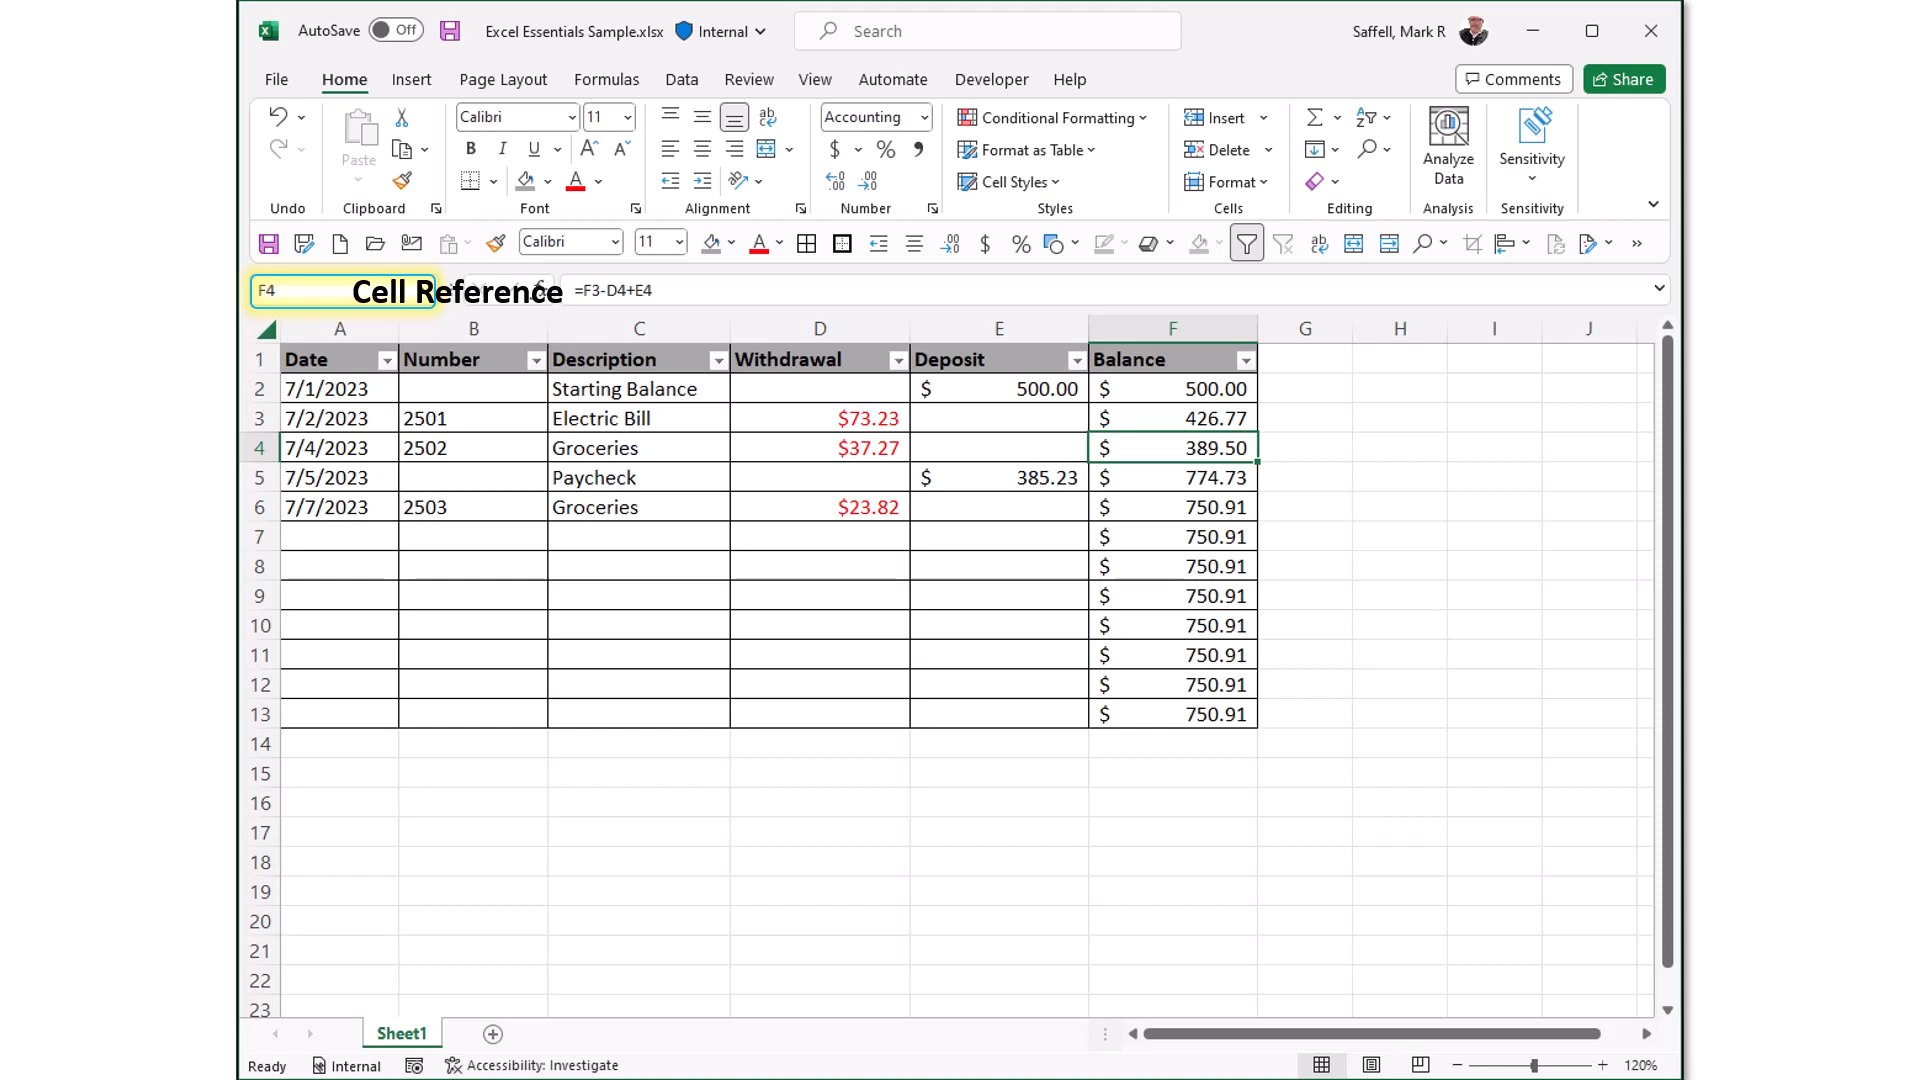 AutoSave Off Excel Essentials Sample.xlsx Internal Search Saffell, Mark R
File Home Insert Page Layout Formulas Data Review View Automate Developer Help Comments Share
Calibri 11 ab Accounting Conditional Formatting Insert
Paste B I U A A $ % Format as Table Delete Analyze Data Sensitivity
A Cell Styles Format
Undo Clipboard Font Alignment Number Styles Cells Editing Analysis Sensitivity
Calibri 11 A $ % ab
F4 Cell Reference =F3-D4+E4
A B C D E F G H I J
1 Date Number Description Withdrawal Deposit Balance
2 7/1/2023 Starting Balance $ 500.00 $ 500.00
3 7/2/2023 2501 Electric Bill $73.23 $ 426.77
4 7/4/2023 2502 Groceries $37.27 $ 389.50
5 7/5/2023 Paycheck $ 385.23 $ 774.73
6 7/7/2023 2503 Groceries $23.82 $ 750.91
7 $ 750.91
8 $ 750.91
9 $ 750.91
10 $ 750.91
11 $ 750.91
12 $ 750.91
13 $ 750.91
14
15
16
17
18
19
20
21
22
23
Sheet1
Ready Internal Accessibility: Investigate 120%